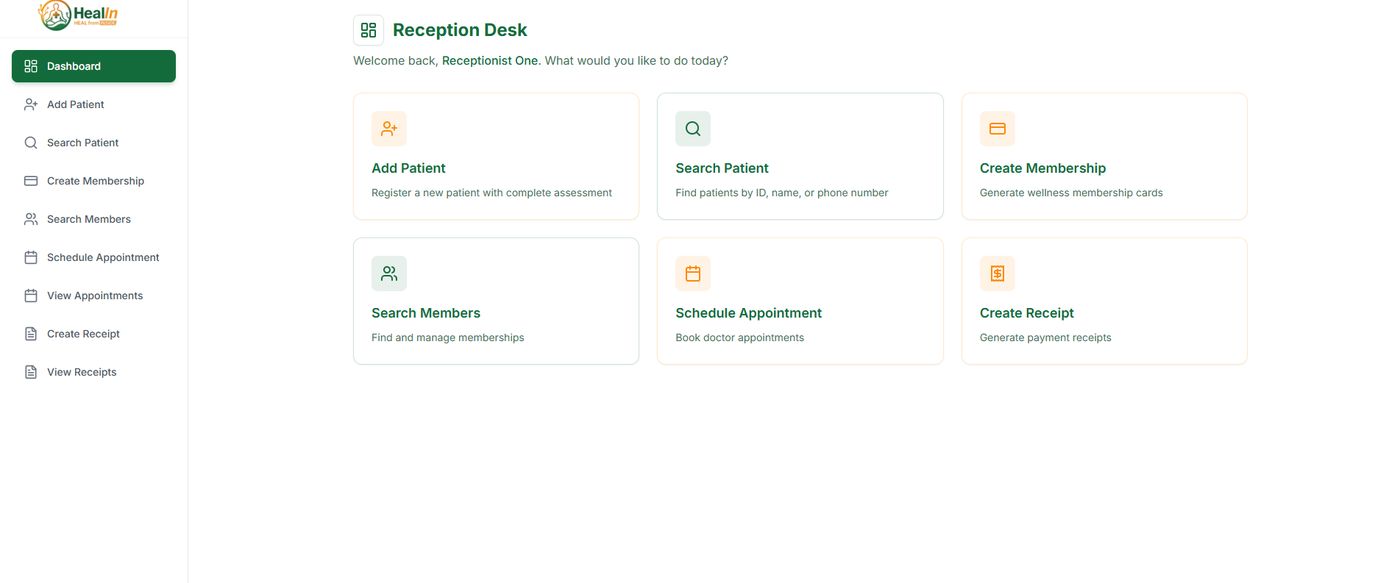 HealIn
HEAL from INSIDE
Dashboard
Add Patient
Search Patient
Create Membership
Search Members
Schedule Appointment
View Appointments
Create Receipt
View Receipts
Reception Desk
Welcome back, Receptionist One. What would you like to do today?
Add Patient
Register a new patient with complete assessment
Search Patient
Find patients by ID, name, or phone number
Create Membership
Generate wellness membership cards
Search Members
Find and manage memberships
Schedule Appointment
Book doctor appointments
Create Receipt
Generate payment receipts